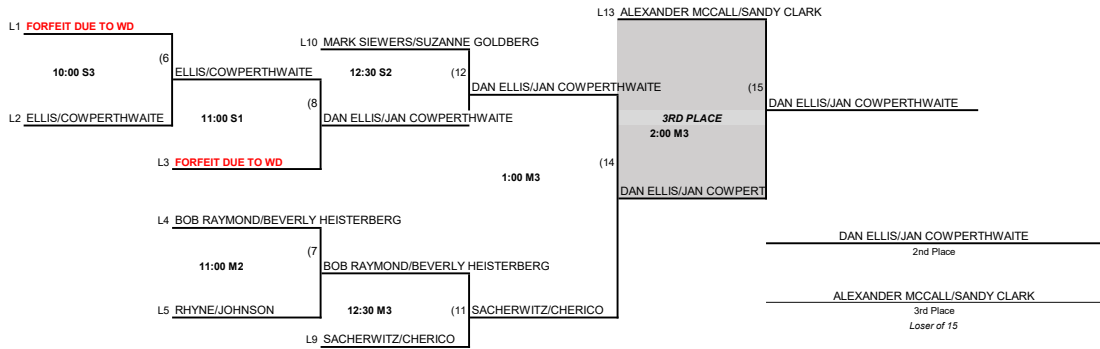 L13 ALEXANDER MCCALL/SANDY CLARK
L1 FORFEIT DUE TO WD
L10 MARK SIEWERS/SUZANNE GOLDBERG
(6
10:00 S3
ELLIS/COWPERTHWAITE
12:30 S2
(12
DAN ELLIS/JAN COWPERTHWAITE
(15
(8
DAN ELLIS/JAN COWPERTHWAITE
L2 ELLIS/COWPERTHWAITE
11:00 S1
DAN ELLIS/JAN COWPERTHWAITE
3RD PLACE
2:00 M3
L3 FORFEIT DUE TO WD
(14
1:00 M3
DAN ELLIS/JAN COWPERT
L4 BOB RAYMOND/BEVERLY HEISTERBERG
DAN ELLIS/JAN COWPERTHWAITE
2nd Place
(7
11:00 M2
BOB RAYMOND/BEVERLY HEISTERBERG
ALEXANDER MCCALL/SANDY CLARK
3rd Place
Loser of 15
L5 RHYNE/JOHNSON
12:30 M3
(11
SACHERWITZ/CHERICO
L9 SACHERWITZ/CHERICO